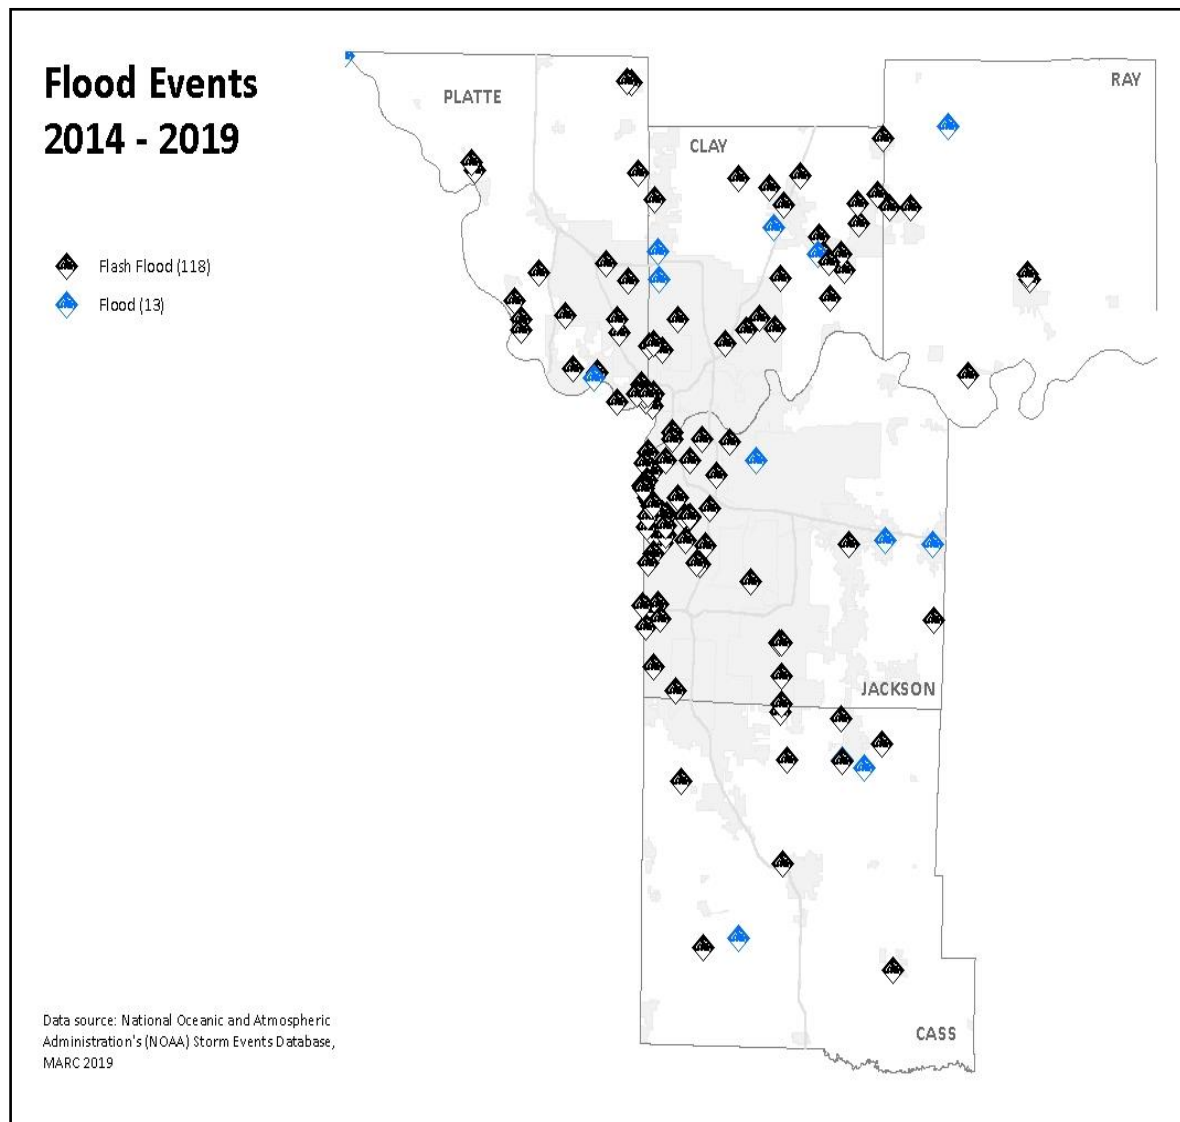 Flood Events
2014 - 2019
PLATTE
RAY
CLAY
Flash Flood (118)
Flood (13)
JACKSON
CASS
Data source: National Oceanic and Atmospheric
Administration's (NOAA) Storm Events Database,
MARC 2019